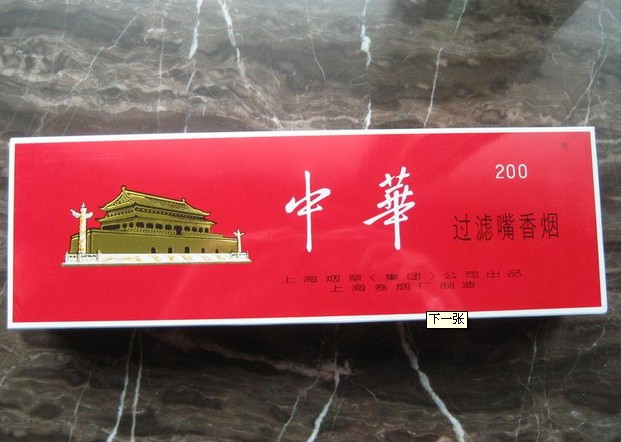 中華
200
过滤嘴香烟
上海烟草(集团)公司出品
上海卷烟厂制造
下一张